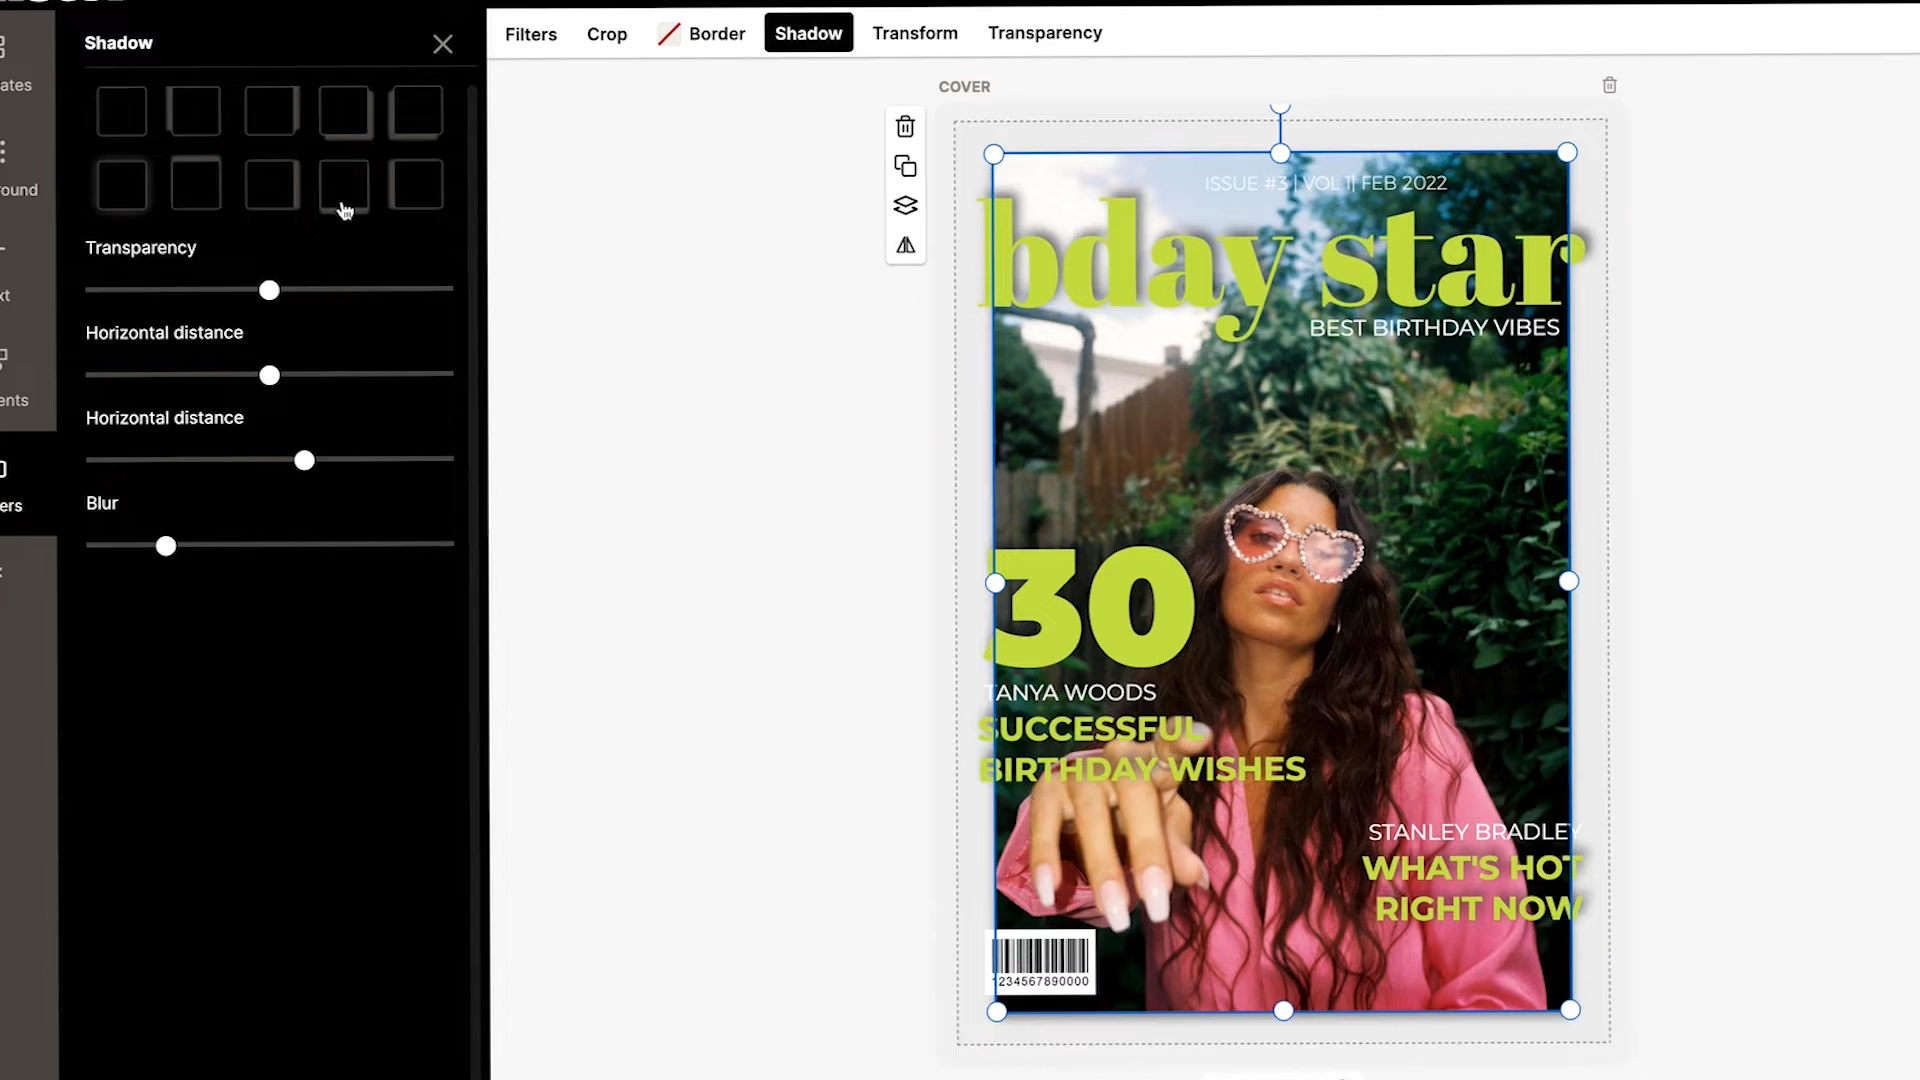 Shadow
Filters
Crop
Border
Shadow
Transform
Transparency
ates
ound
xt
ents
ers
Transparency
Horizontal distance
Horizontal distance
Blur
COVER
ISSUE #3 | VOL 1| FEB 2022
bday star
BEST BIRTHDAY VIBES
30
TANYA WOODS
SUCCESSFUL
BIRTHDAY WISHES
STANLEY BRADLEY
WHAT'S HOT
RIGHT NOW
1234567890000